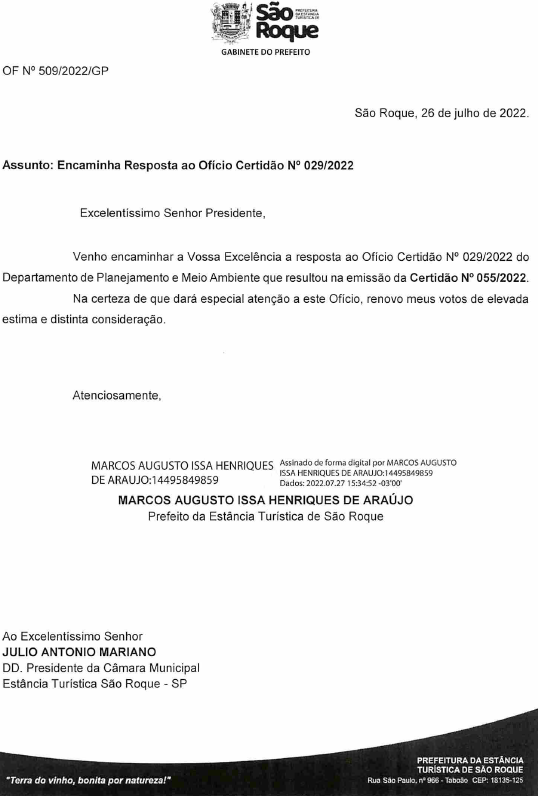 São
Roque
PREFEITURA
DA ESTÂNCIA
TURÍSTICA DE
GABINETE DO PREFEITO
OF Nº 509/2022/GP
São Roque, 26 de julho de 2022.
Assunto: Encaminha Resposta ao Ofício Certidão Nº 029/2022
Excelentíssimo Senhor Presidente,
Venho encaminhar a Vossa Excelência a resposta ao Ofício Certidão Nº 029/2022 do
Departamento de Planejamento e Meio Ambiente que resultou na emissão da Certidão Nº 055/2022.
Na certeza de que dará especial atenção a este Ofício, renovo meus votos de elevada
estima e distinta consideração.
Atenciosamente,
MARCOS AUGUSTO ISSA HENRIQUES
DE ARAUJO:14495849859
Assinado de forma digital por MARCOS AUGUSTO
ISSA HENRIQUES DE ARAUJO:14495849859
Dados: 2022.07.27 15:34:52 -03'00'
MARCOS AUGUSTO ISSA HENRIQUES DE ARAÚJO
Prefeito da Estância Turística de São Roque
Ao Excelentíssimo Senhor
JULIO ANTONIO MARIANO
DD. Presidente da Câmara Municipal
Estância Turística São Roque - SP
PREFEITURA DA ESTÂNCIA
TURÍSTICA DE SÃO ROQUE
"Terra do vinho, bonita por natureza!"
Rua São Paulo, nº 966 - Taboão CEP: 18135-125